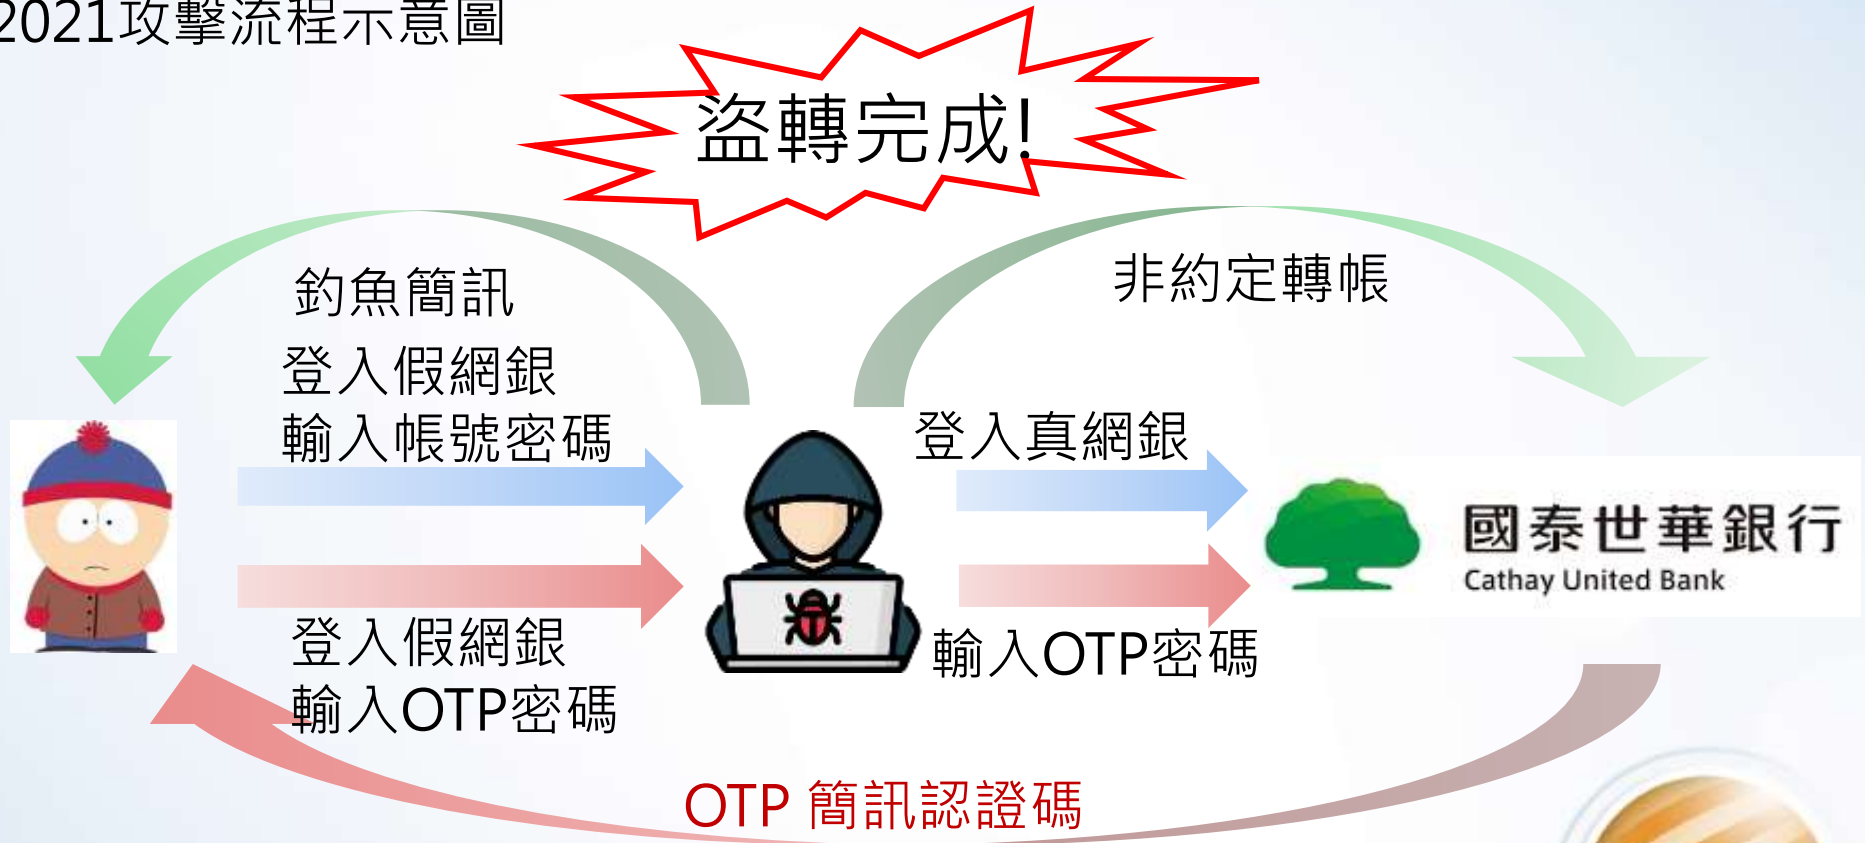 2021攻擊流程示意圖
盜轉完成!
釣魚簡訊
非約定轉帳
登入假網銀
輸入帳號密碼
登入真網銀
國泰世華銀行
Cathay United Bank
登入假網銀
輸入OTP密碼
輸入OTP密碼
OTP 簡訊認證碼